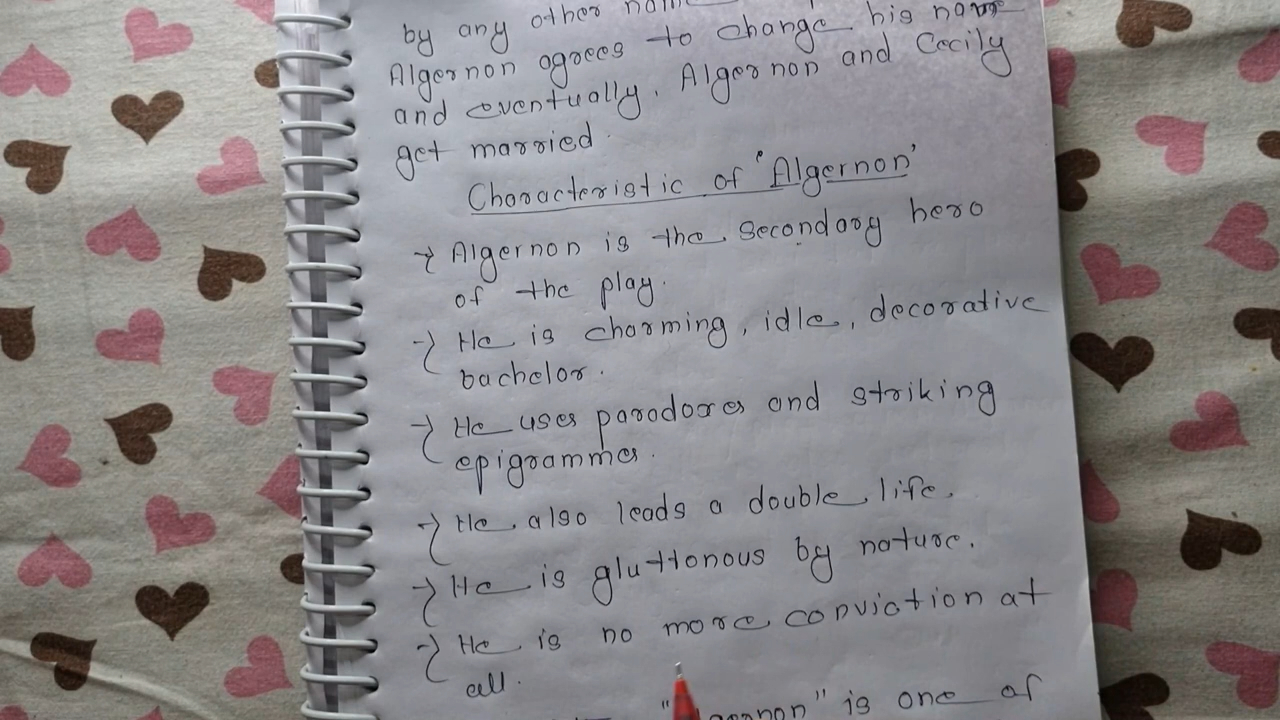 by any other
Algernon agrees to change his name
and eventually. Algernon and Cecily
get married.
Characteristic of 'Algernon'
→ Algernon is the secondary hero
of the play.
→ He is charming, idle, decorative
bachelor.
→ He uses paradoxes and striking
epigrammes.
→ He also leads a double life.
→ He is gluttonous by nature.
→ He is no more conviction at
all.
" is one of